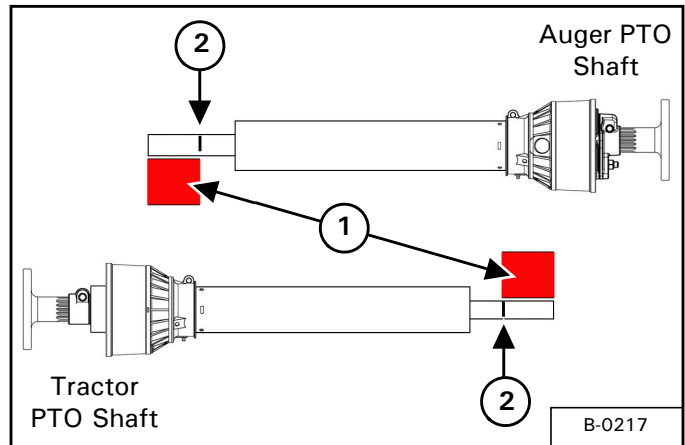 2
Auger PTO
Shaft
1
Tractor
PTO Shaft
2
B-0217